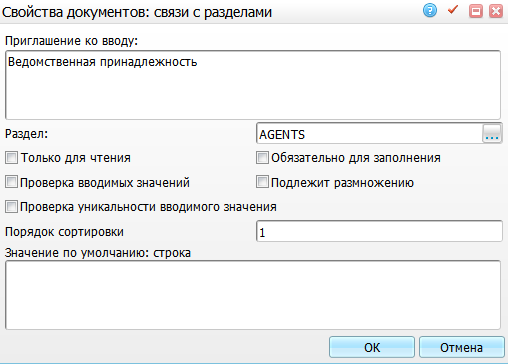 Свойства документов: связи с разделами
Приглашение ко вводу:
Ведомственная принадлежность
Раздел:
AGENTS
...
Только для чтения
Обязательно для заполнения
Проверка вводимых значений
Подлежит размножению
Проверка уникальности вводимого значения
Порядок сортировки
1
Значение по умолчанию: строка
ОК
Отмена